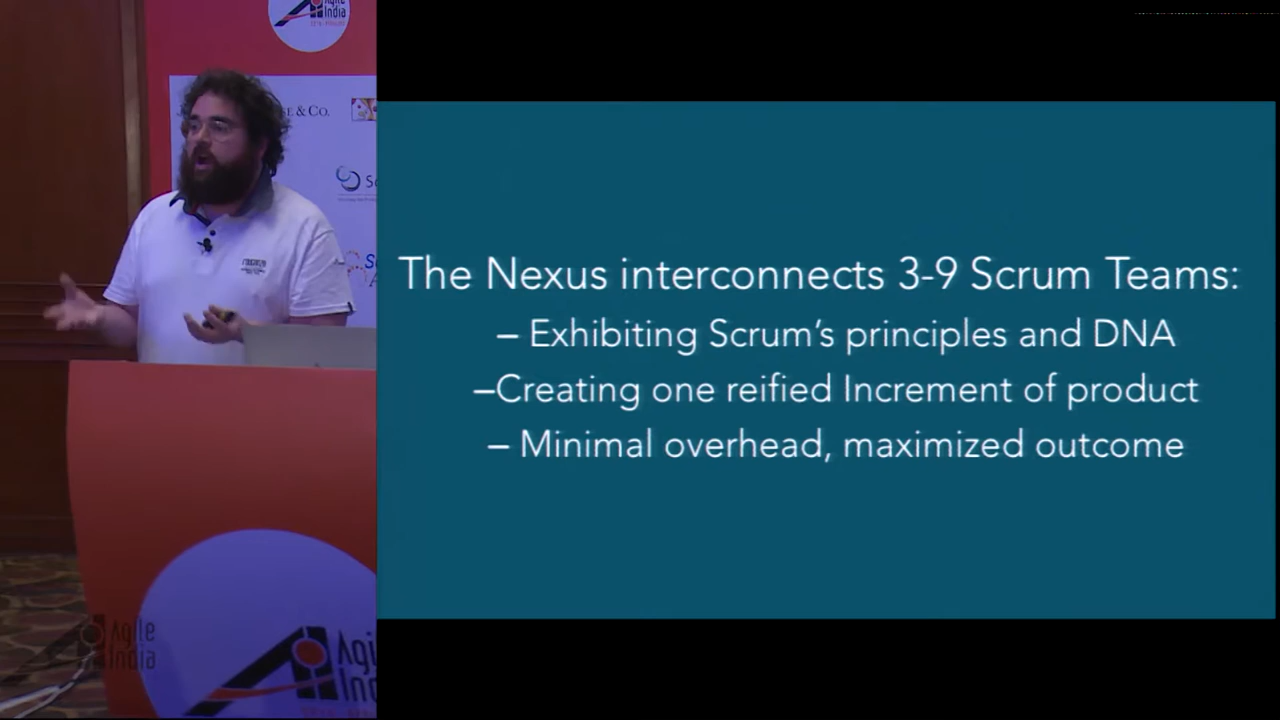 Agile
India
& CO.
The Nexus interconnects 3-9 Scrum Teams:
– Exhibiting Scrum’s principles and DNA
–Creating one reified Increment of product
– Minimal overhead, maximized outcome
Agile
India